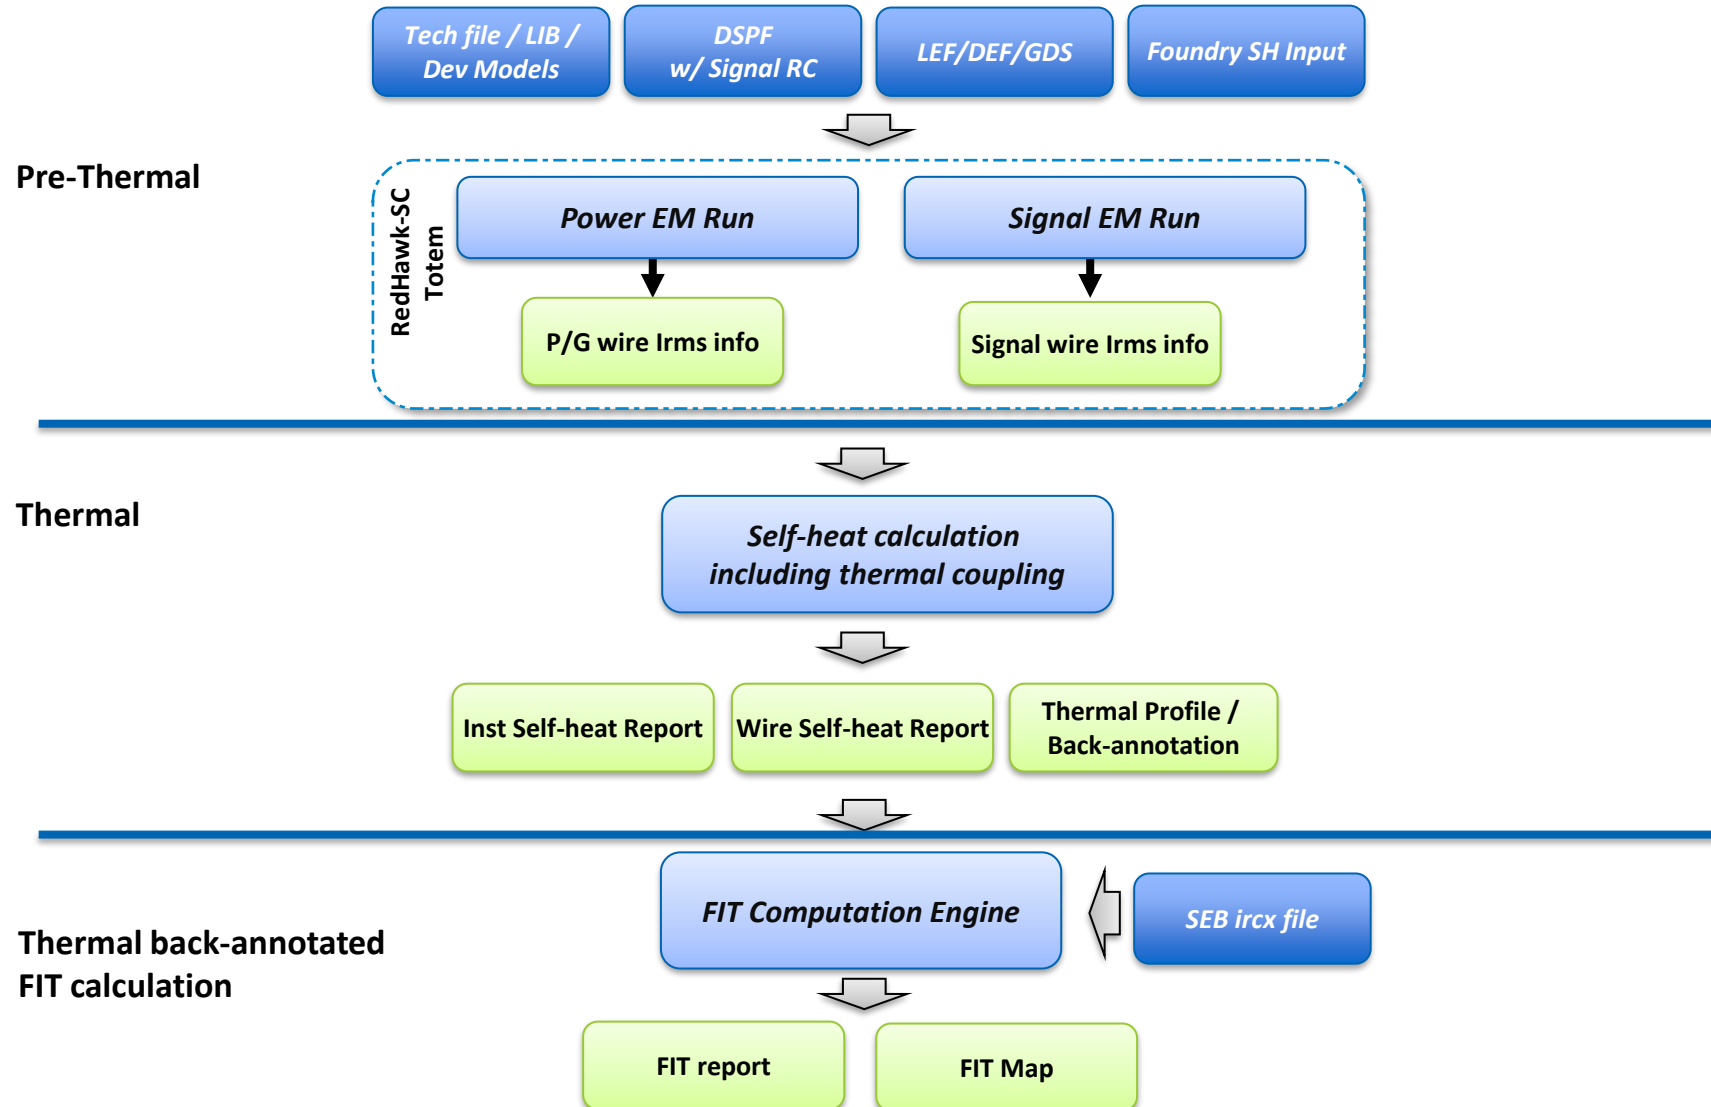 Tech file / LIB /
Dev Models
DSPF
w/ Signal RC
LEF/DEF/GDS
Foundry SH Input
Pre-Thermal
RedHawk-SC
Totem
Power EM Run
Signal EM Run
P/G wire Irms info
Signal wire Irms info
Thermal
Self-heat calculation
including thermal coupling
Inst Self-heat Report
Wire Self-heat Report
Thermal Profile /
Back-annotation
Thermal back-annotated
FIT calculation
FIT Computation Engine
SEB ircx file
FIT report
FIT Map